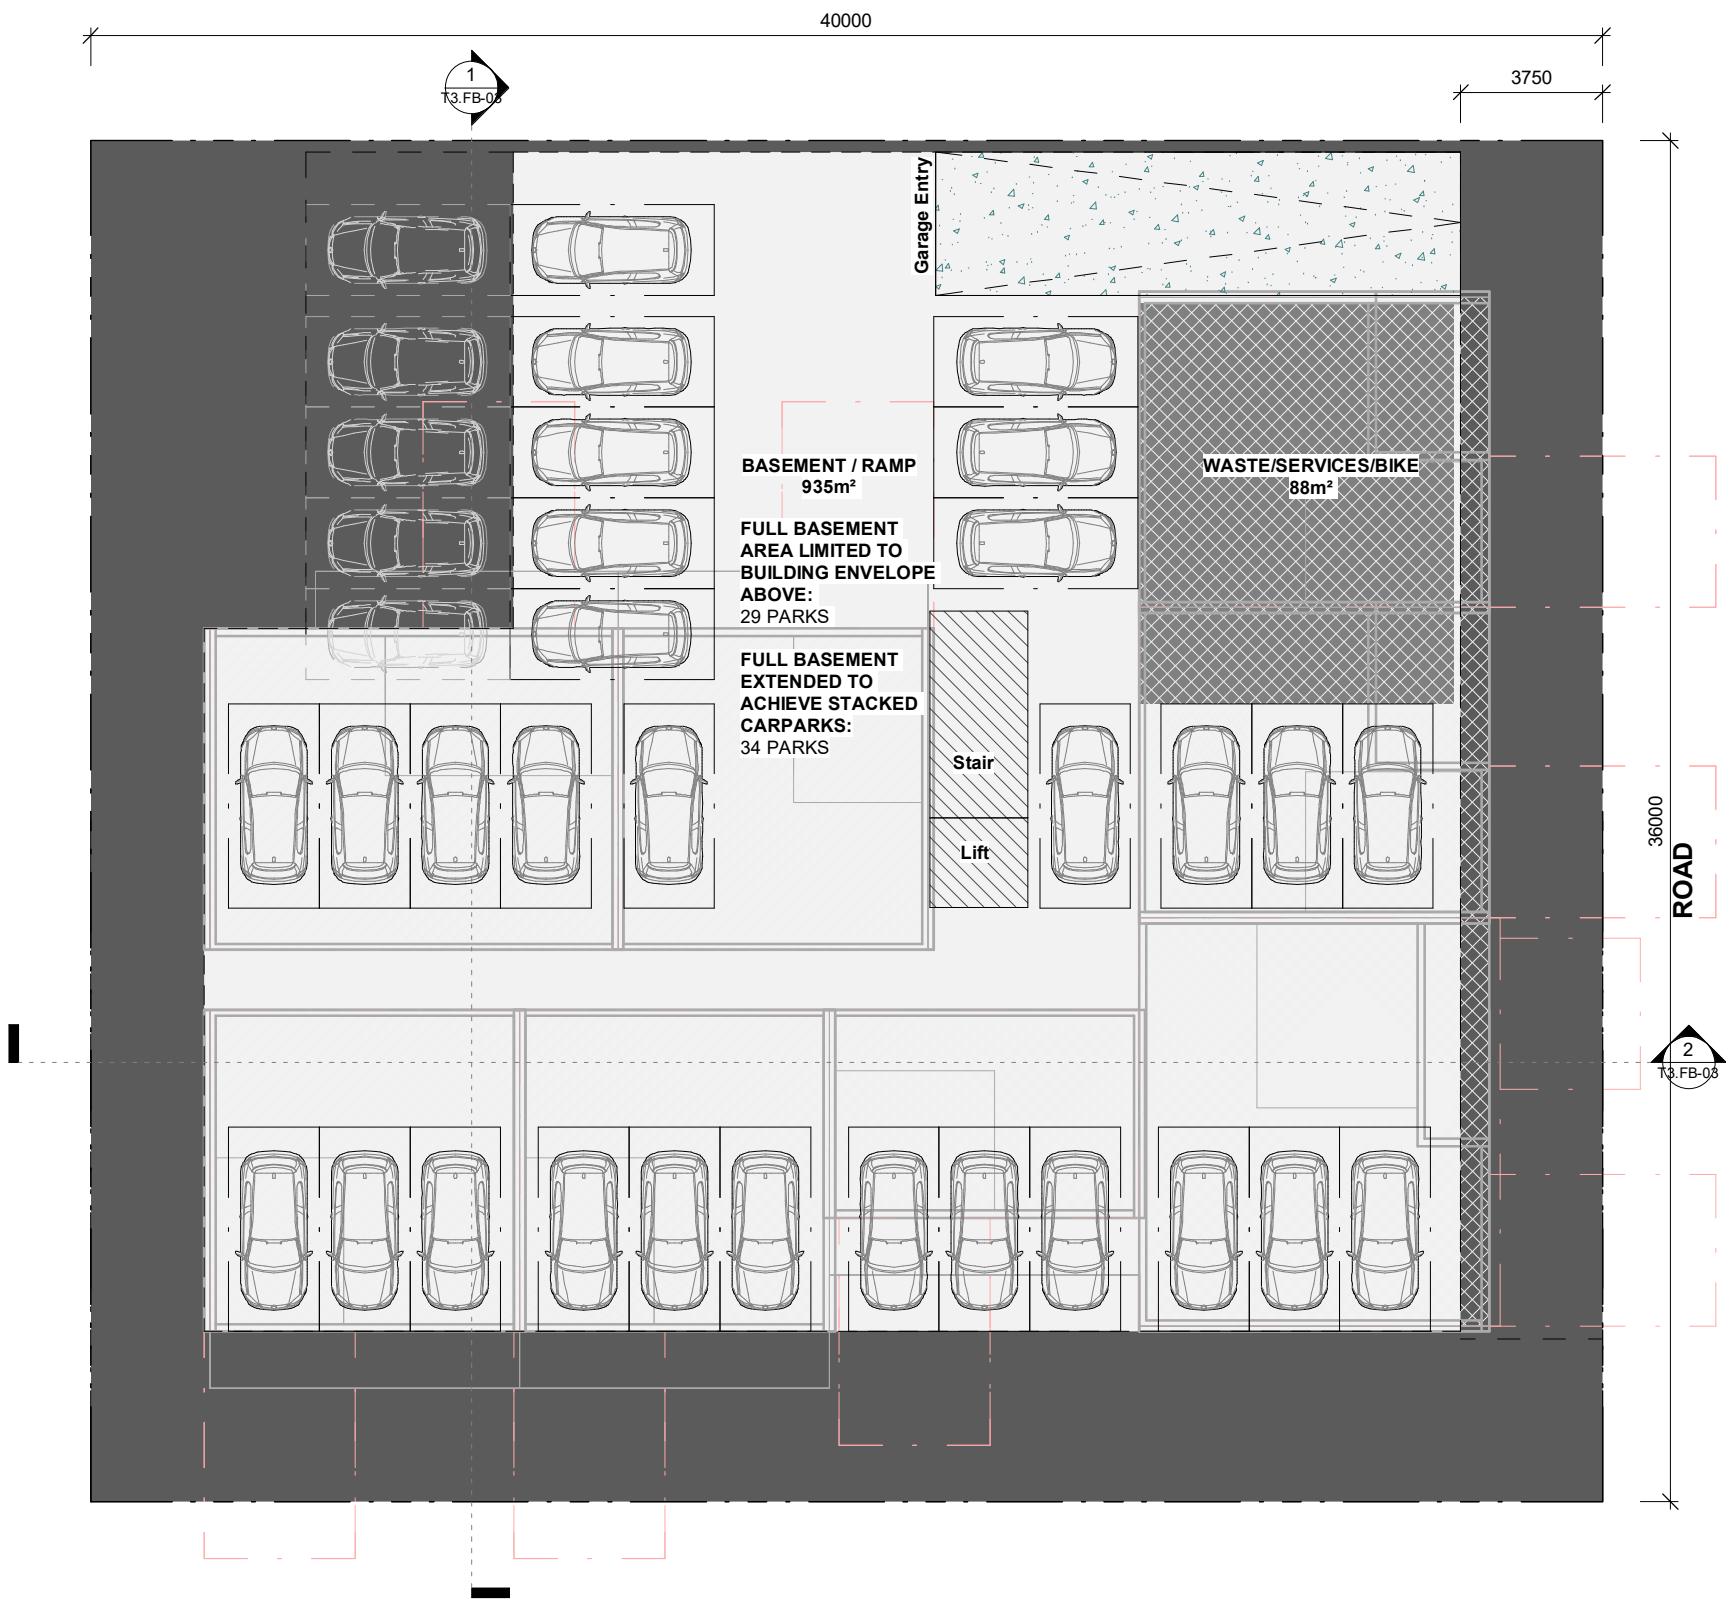 40000
3750
1
T3.FB-03
Garage Entry
BASEMENT / RAMP
935m²
WASTE/SERVICES/BIKE
88m²
FULL BASEMENT
AREA LIMITED TO
BUILDING ENVELOPE
ABOVE:
29 PARKS
FULL BASEMENT
EXTENDED TO
ACHIEVE STACKED
CARPARKS:
34 PARKS
Stair
Lift
36000
ROAD
2
T3.FB-03